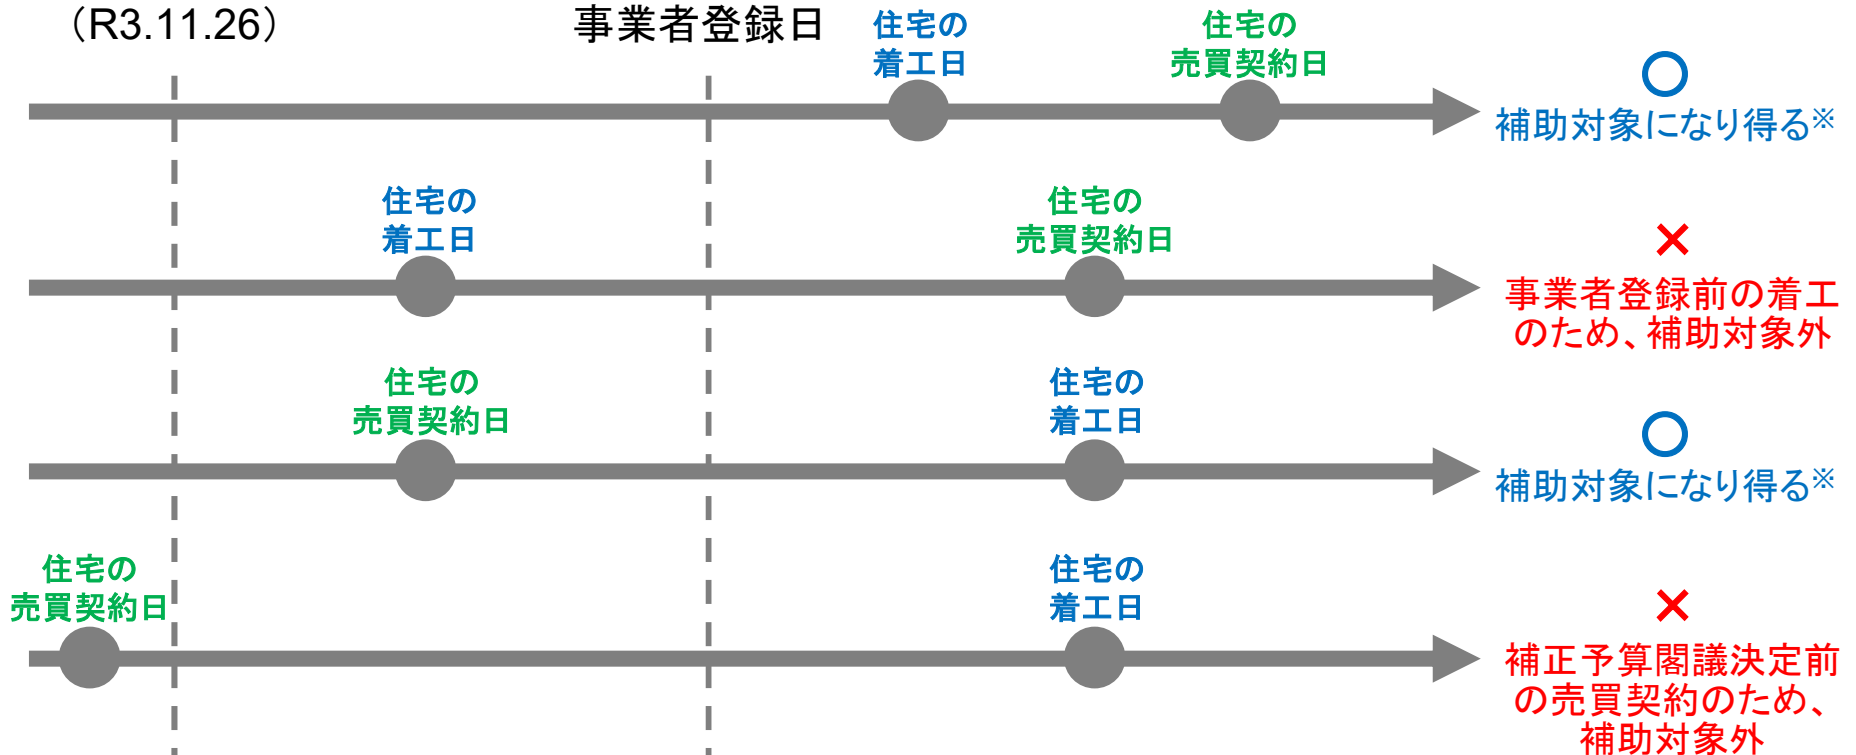 （R3.11.26）
事業者登録日
住宅の
着工日
住宅の
売買契約日
○
補助対象になり得る※
住宅の
着工日
住宅の
売買契約日
×
事業者登録前の着工
のため、補助対象外
住宅の
売買契約日
住宅の
着工日
○
補助対象になり得る※
住宅の
売買契約日
住宅の
着工日
×
補正予算閣議決定前
の売買契約のため、
補助対象外